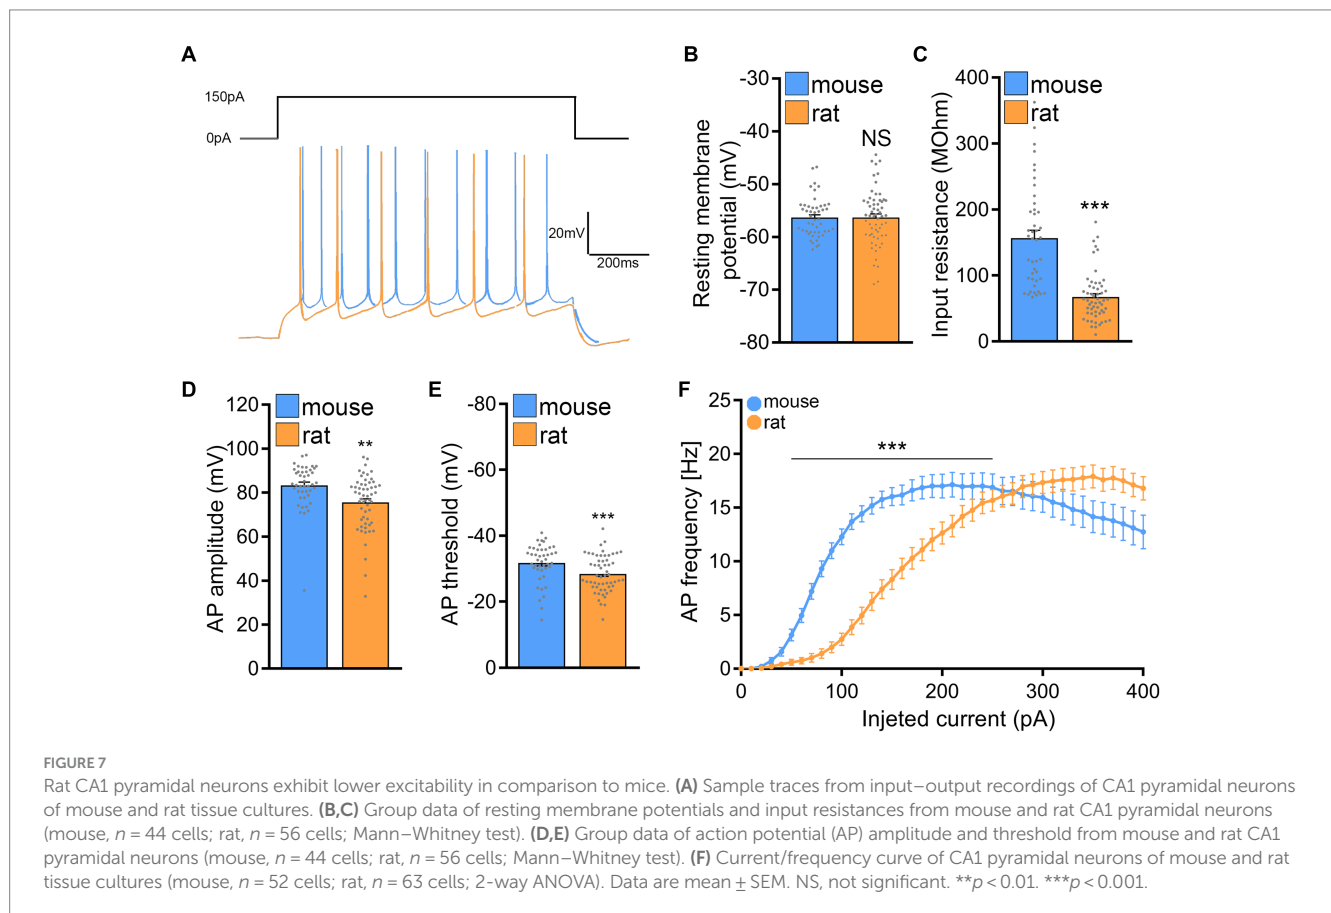 A
150pA
0pA
20mV
200ms
B
Resting membrane
potential (mV)
-30
-40
-50
-60
-70
-80
mouse
rat
NS
C
Input resistance (MOhm)
400
300
200
100
0
mouse
rat
***
D
AP amplitude (mV)
120
100
80
60
40
20
0
mouse
rat
**
E
AP threshold (mV)
-80
-60
-40
-20
0
mouse
rat
***
F
AP frequency [Hz]
25
20
15
10
5
0
mouse
rat
***
0 100 200 300 400
Injeted current (pA)
FIGURE 7
Rat CA1 pyramidal neurons exhibit lower excitability in comparison to mice. (A) Sample traces from input–output recordings of CA1 pyramidal neurons
of mouse and rat tissue cultures. (B,C) Group data of resting membrane potentials and input resistances from mouse and rat CA1 pyramidal neurons
(mouse, n = 44 cells; rat, n = 56 cells; Mann–Whitney test). (D,E) Group data of action potential (AP) amplitude and threshold from mouse and rat CA1
pyramidal neurons (mouse, n = 44 cells; rat, n = 56 cells; Mann–Whitney test). (F) Current/frequency curve of CA1 pyramidal neurons of mouse and rat
tissue cultures (mouse, n = 52 cells; rat, n = 63 cells; 2-way ANOVA). Data are mean ± SEM. NS, not significant. **p < 0.01. ***p < 0.001.